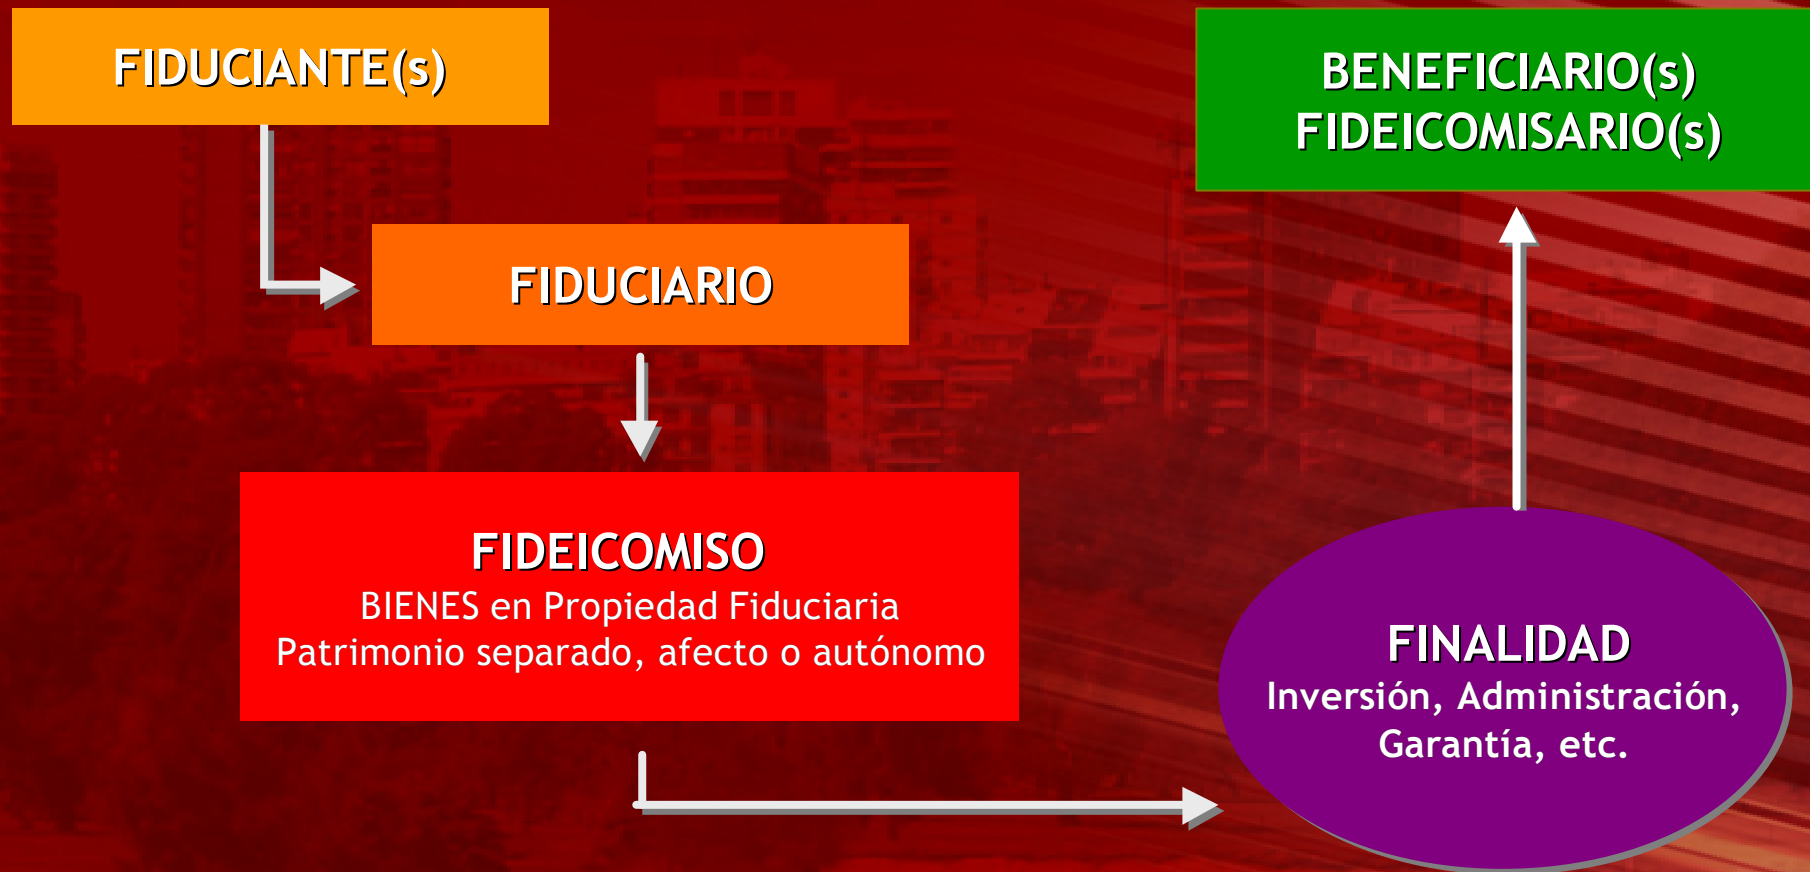 FIDUCIANTE(s)
BENEFICIARIO(s)
FIDEICOMISARIO(s)
FIDUCIARIO
FIDEICOMISO
BIENES en Propiedad Fiduciaria
Patrimonio separado, afecto o autónomo
FINALIDAD
Inversión, Administración,
Garantía, etc.